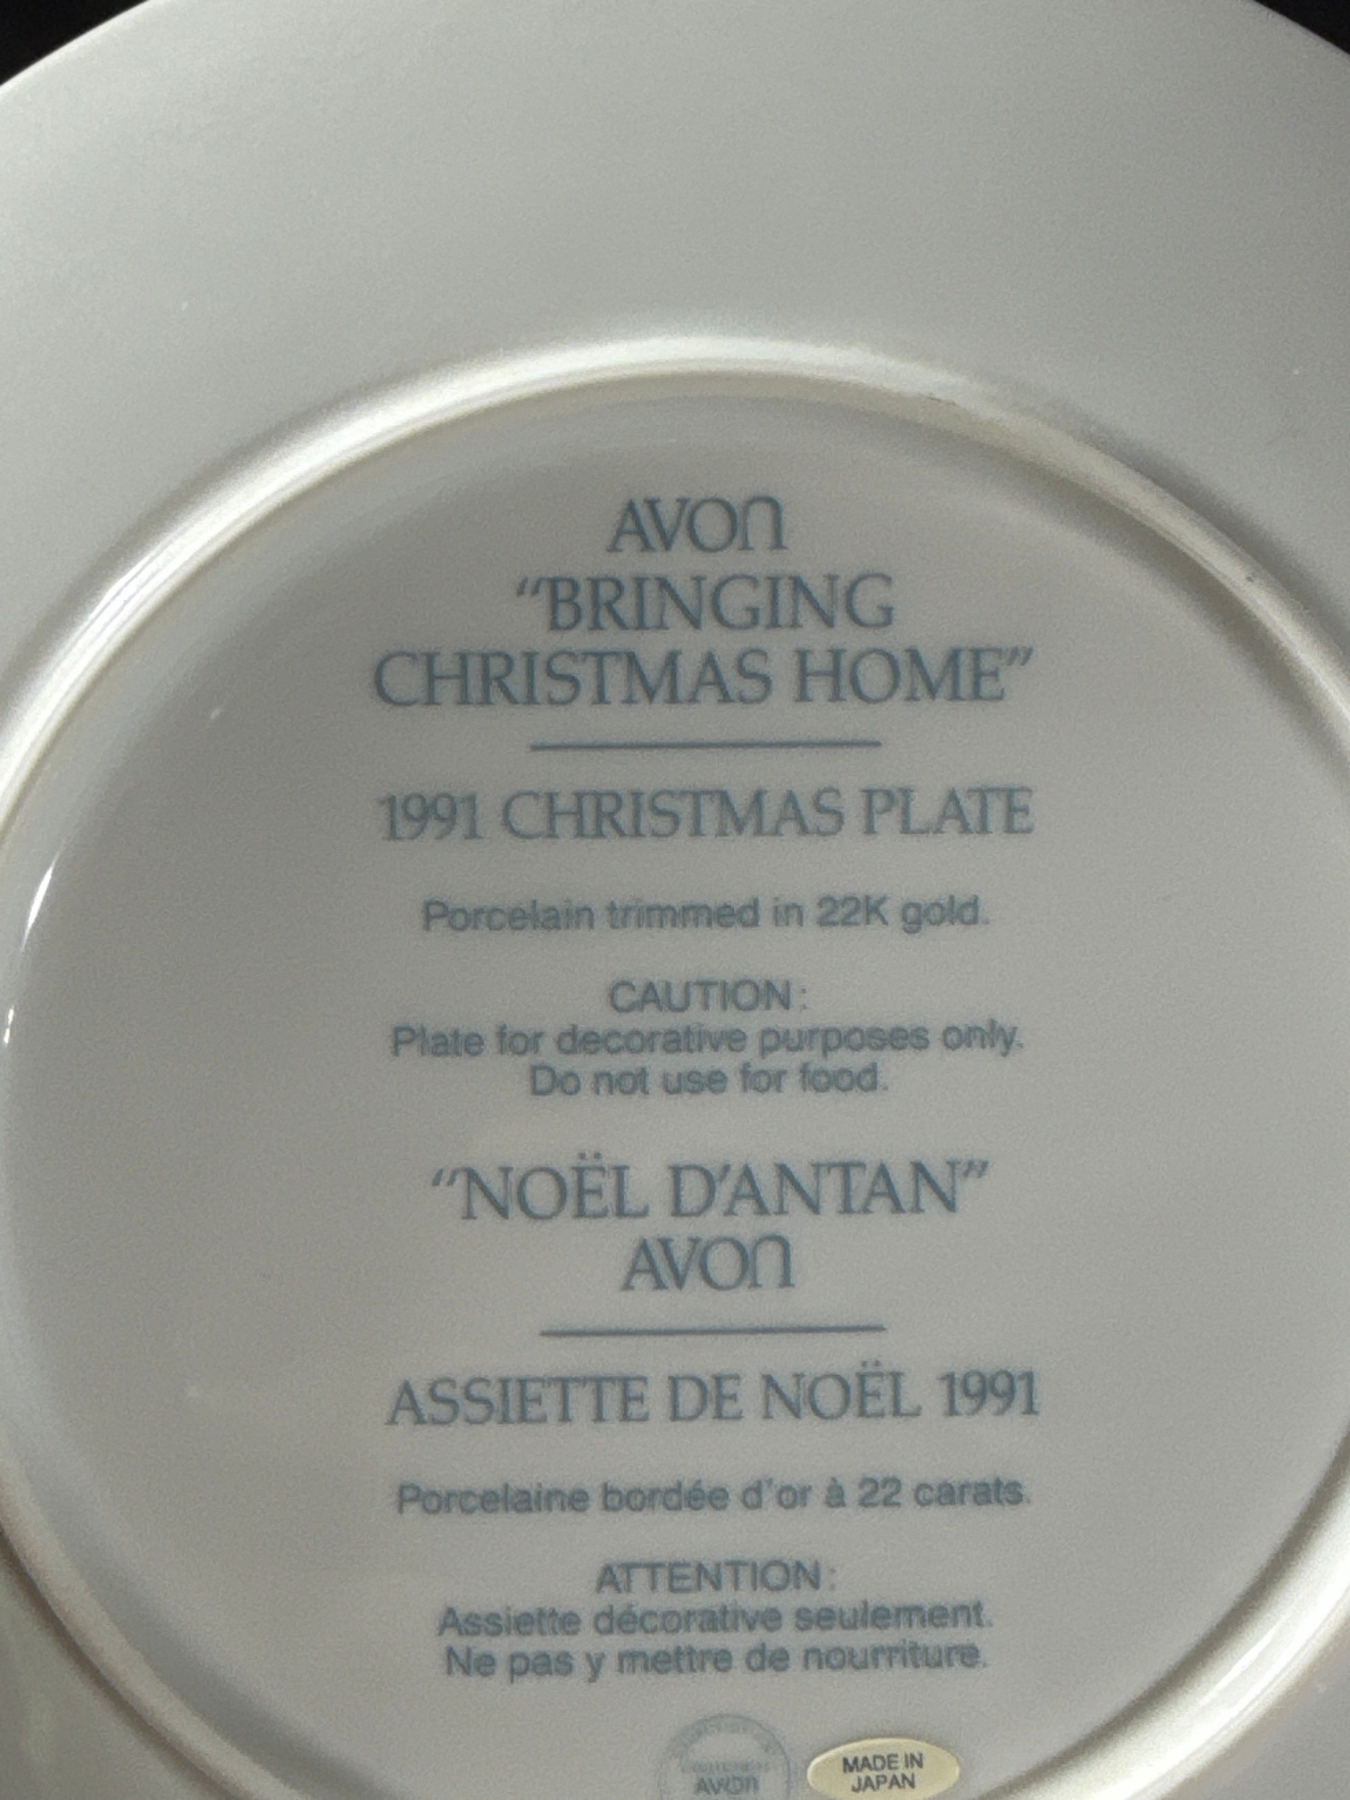 AVON
“BRINGING
CHRISTMAS HOME”
1991 CHRISTMAS PLATE
Porcelain trimmed in 22K gold.
CAUTION:
Plate for decorative purposes only.
Do not use for food.
“NOËL D’ANTAN”
AVON
ASSIETTE DE NOËL 1991
Porcelaine bordée d’or à 22 carats.
ATTENTION:
Assiette décorative seulement.
Ne pas y mettre de nourriture.
AVON
MADE IN
JAPAN